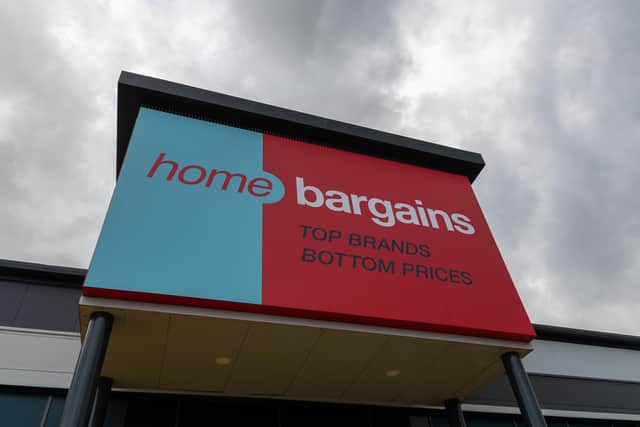 home bargains
TOP BRANDS
BOTTOM PRICES